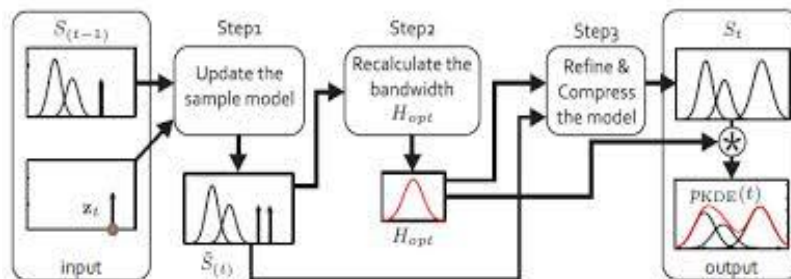 S(t−1)
Step1
Update the
sample model
Step2
Recalculate the
bandwidth
Hopt
Step3
Refine &
Compress
the model
St
zt
S̃(t)
Hopt
*
PKDE(t)
input
output